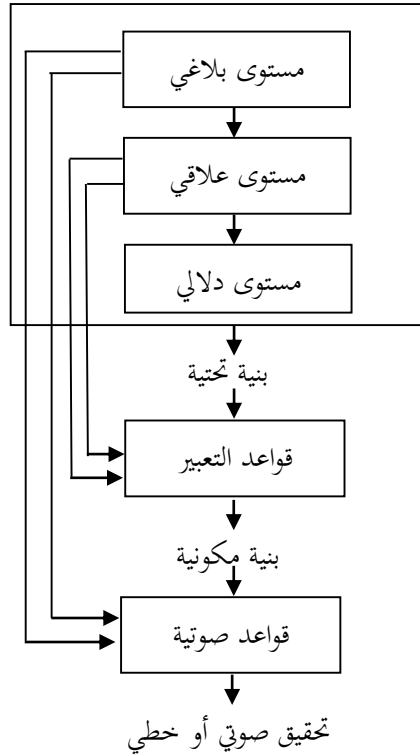 مستوى بلاغي
مستوى علاقي
مستوى دلالي
بنية تحتية
قواعد التعبير
بنية مكونية
قواعد صوتية
تحقيق صوتي أو خطي